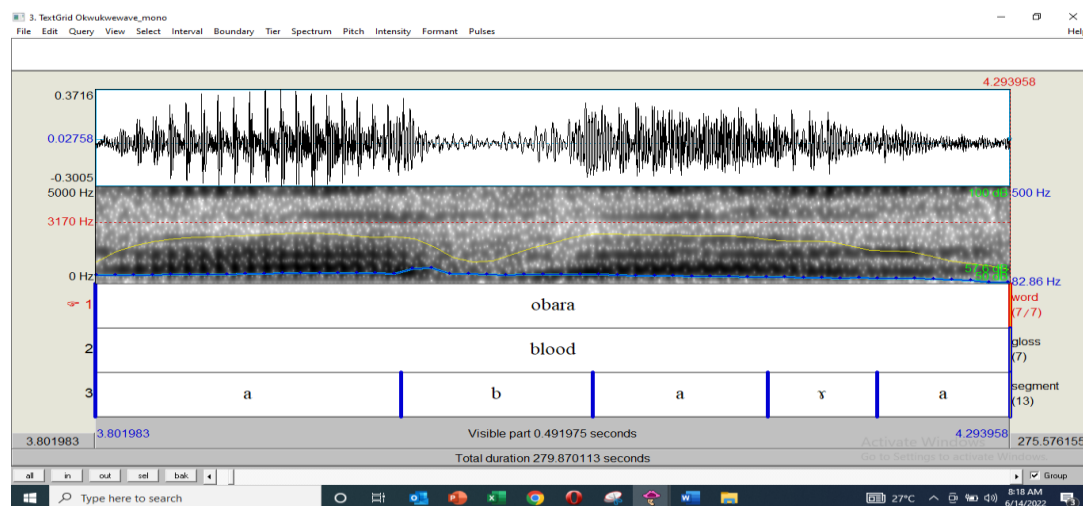 3. TextGrid Okwukwewave_mono
File Edit Query View Select Interval Boundary Tier Spectrum Pitch Intensity Formant Pulses Help
4.293958
0.3716
0.02758
-0.3005
5000 Hz 100 dB 500 Hz
3170 Hz
0 Hz
82.86 Hz
1 obara word
(7/7)
2 blood gloss
(7)
3 a b a ɤ a segment
(13)
3.801983 3.801983 Visible part 0.491975 seconds 4.293958 275.576155
Activate Windows
Go to Settings to activate Windows.
Total duration 279.870113 seconds
all in out sel bak Group
Type here to search 27°C 8:18 AM
6/14/2022
3